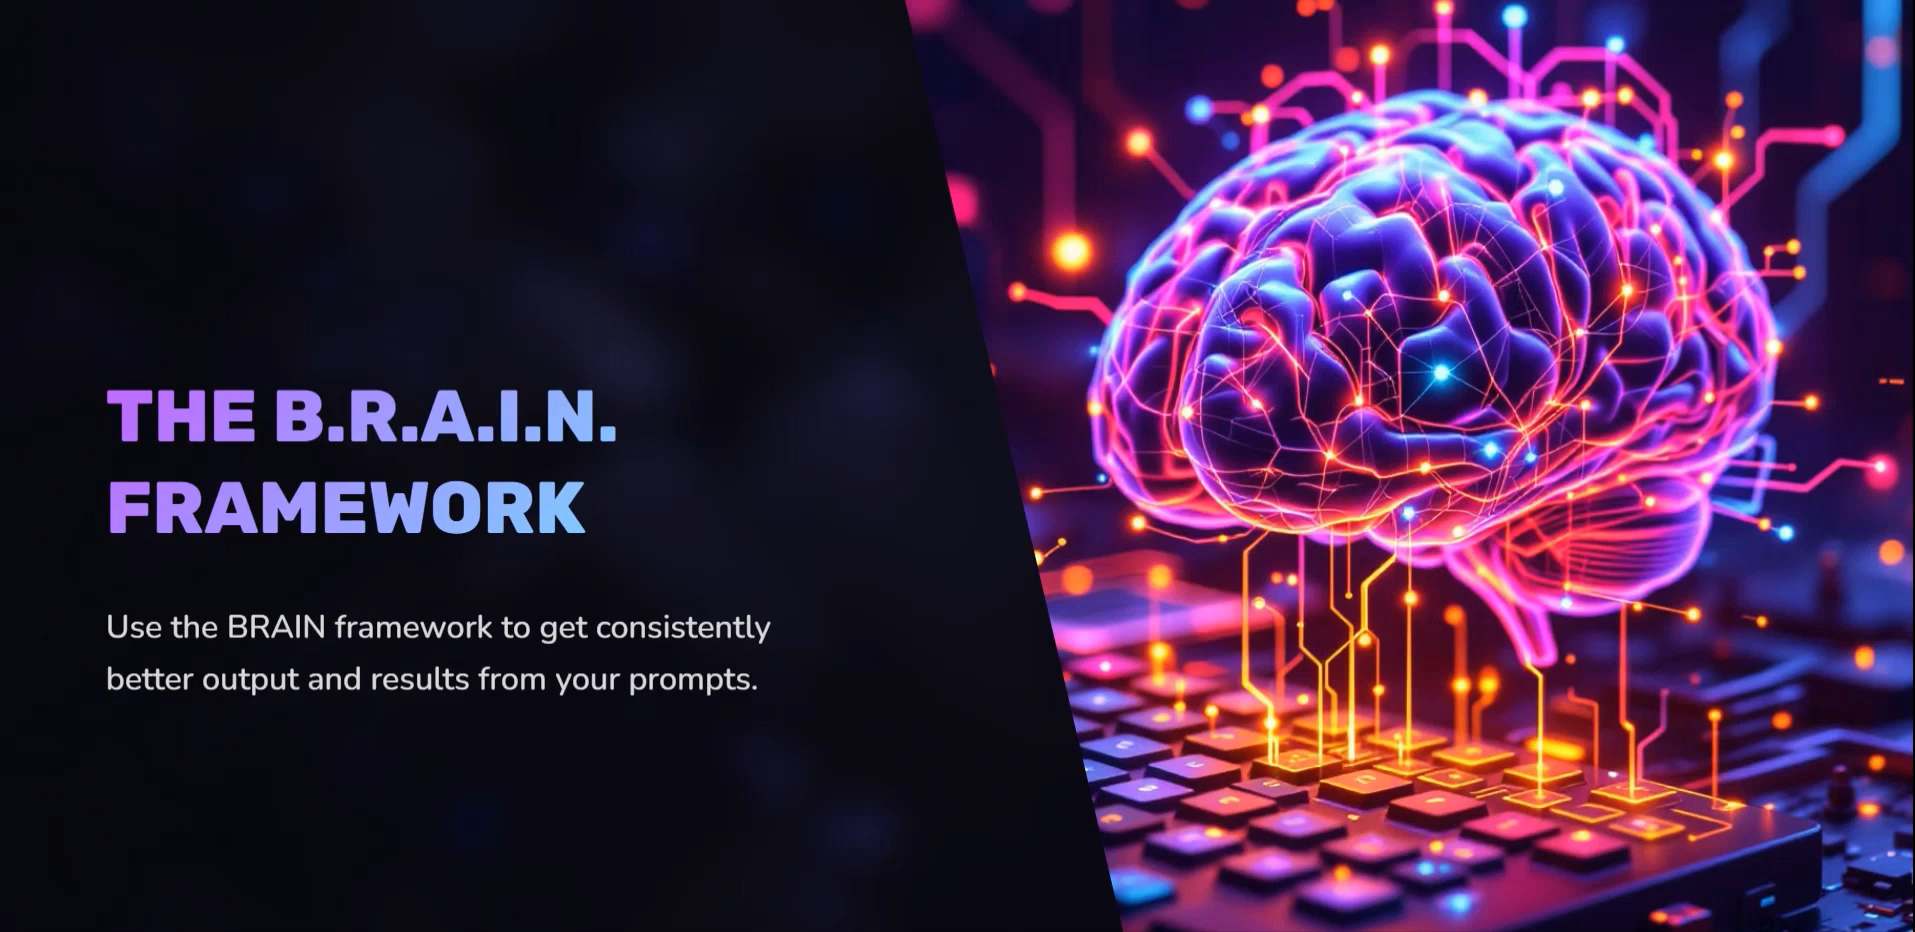 THE B.R.A.I.N.
FRAMEWORK
Use the BRAIN framework to get consistently
better output and results from your prompts.